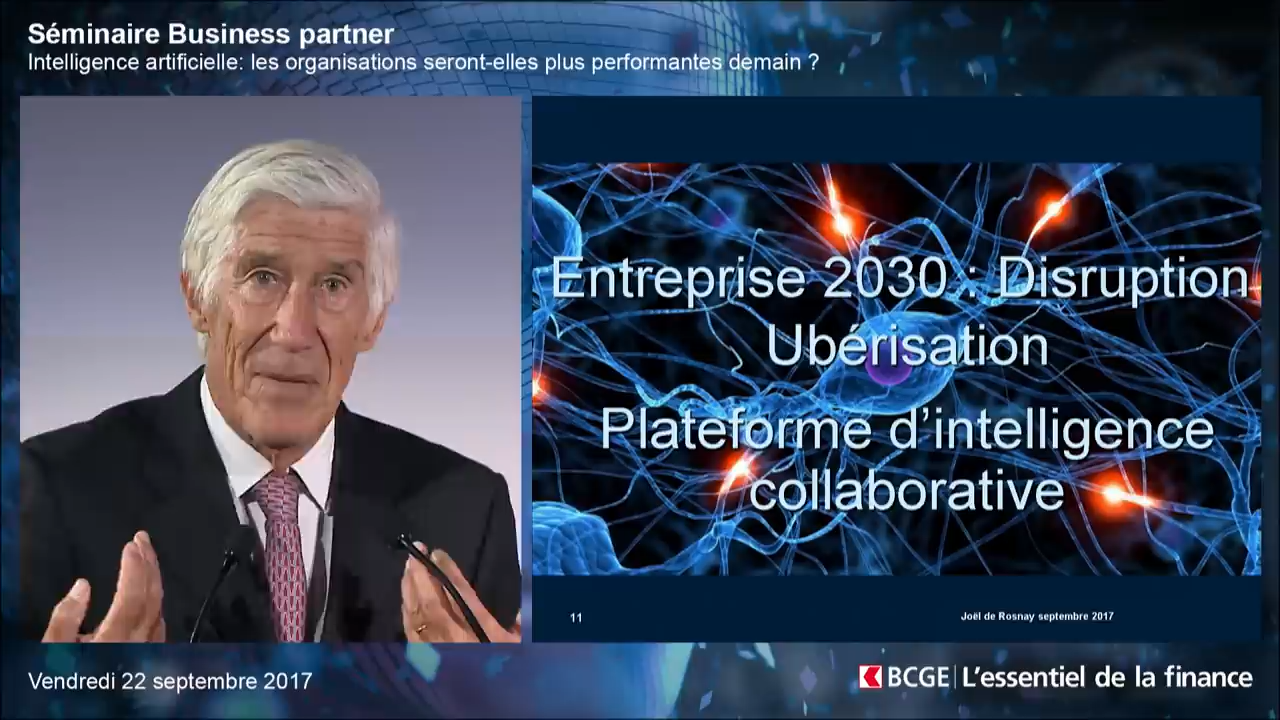 Séminaire Business partner
Intelligence artificielle: les organisations seront-elles plus performantes demain ?
Entreprise 2030 : Disruption
Ubérisation
Plateforme d’intelligence
collaborative
11
Joël de Rosnay septembre 2017
Vendredi 22 septembre 2017
BCGE L’essentiel de la finance